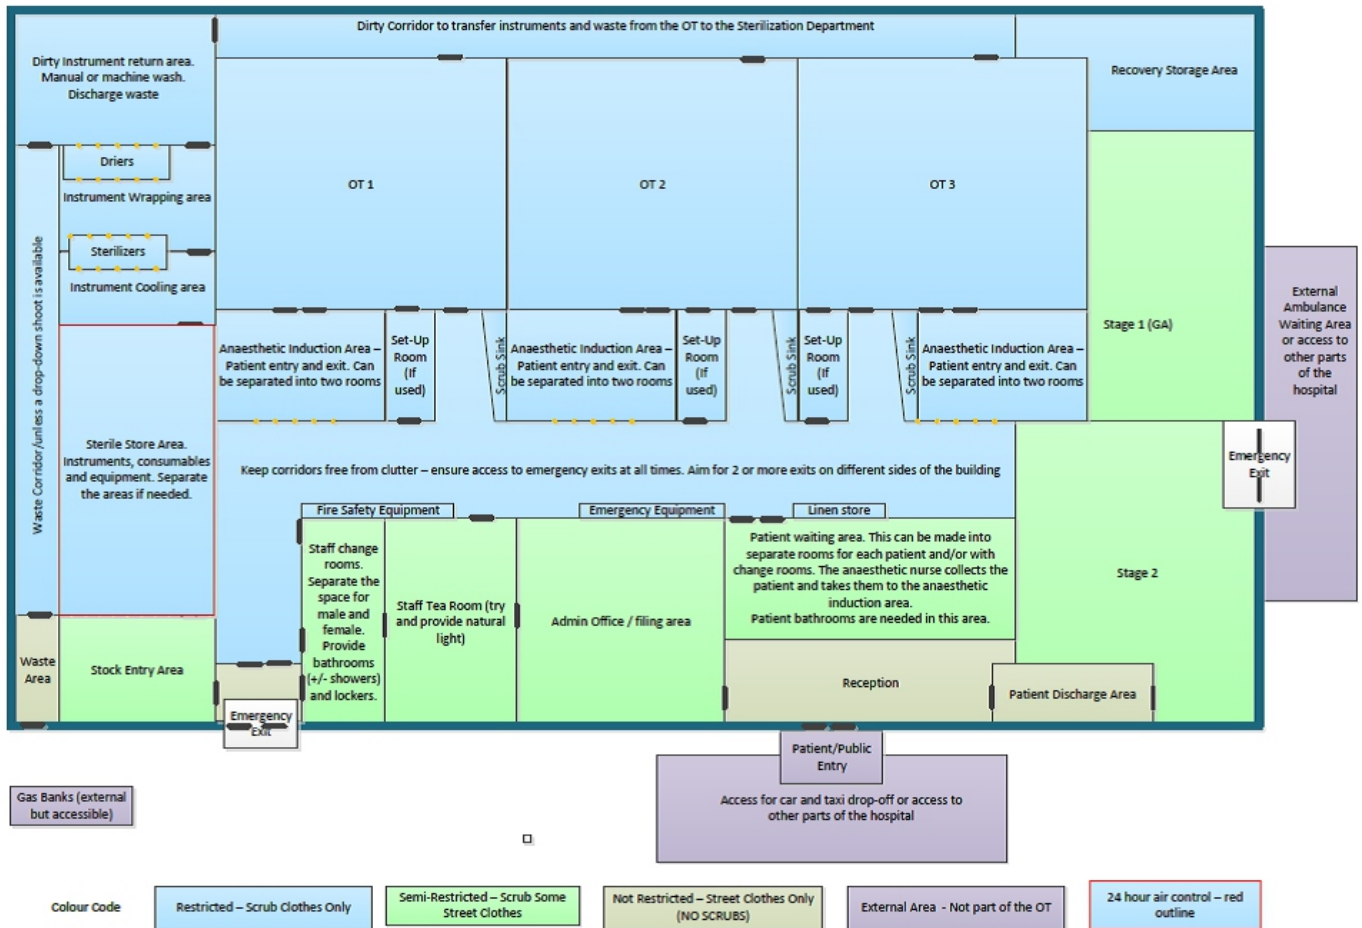 Dirty Corridor to transfer instruments and waste from the OT to the Sterilization Department
Dirty Instrument return area.
Manual or machine wash.
Discharge waste
Recovery Storage Area
Driers
Instrument Wrapping area
Sterilizers
Instrument Cooling area
Waste Corridor/unless a drop-down shoot is available
OT 1
OT 2
OT 3
Stage 1 (GA)
External
Ambulance
Waiting Area
or access to
other parts
of the
hospital
Anaesthetic Induction Area –
Patient entry and exit. Can
be separated into two rooms
Set-Up
Room
(If
used)
Scrub Sink
Anaesthetic Induction Area –
Patient entry and exit. Can
be separated into two rooms
Set-Up
Room
(If
used)
Scrub Sink
Set-Up
Room
(If
used)
Scrub Sink
Anaesthetic Induction Area –
Patient entry and exit. Can
be separated into two rooms
Sterile Store Area.
Instruments, consumables
and equipment. Separate
the areas if needed.
Keep corridors free from clutter – ensure access to emergency exits at all times. Aim for 2 or more exits on different sides of the building
Emergency
Exit
Fire Safety Equipment
Emergency Equipment
Linen store
Staff change
rooms.
Separate the
space for
male and
female.
Provide
bathrooms
(+/- showers)
and lockers.
Staff Tea Room (try
and provide natural
light)
Admin Office / filing area
Patient waiting area. This can be made into
separate rooms for each patient and/or with
change rooms. The anaesthetic nurse collects the
patient and takes them to the anaesthetic
induction area.
Patient bathrooms are needed in this area.
Stage 2
Waste
Area
Stock Entry Area
Emergency
Exit
Reception
Patient Discharge Area
Patient/Public
Entry
Access for car and taxi drop-off or access to
other parts of the hospital
Gas Banks (external
but accessible)
Colour Code
Restricted – Scrub Clothes Only
Semi-Restricted – Scrub Some
Street Clothes
Not Restricted – Street Clothes Only
(NO SCRUBS)
External Area - Not part of the OT
24 hour air control – red
outline